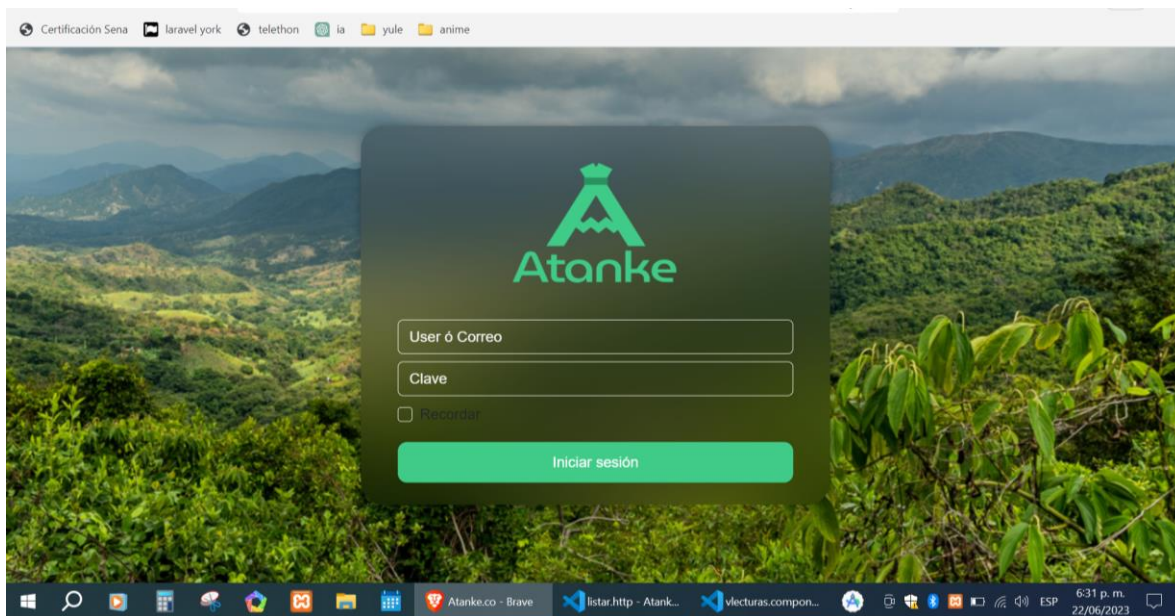 Certificación Sena laravel york telethon ia yule anime
Atanke
User ó Correo
Clave
Recordar
Iniciar sesión
Atanke.co - Brave listar.http - Atank... vlecturas.compon... ESP 6:31 p. m.
22/06/2023